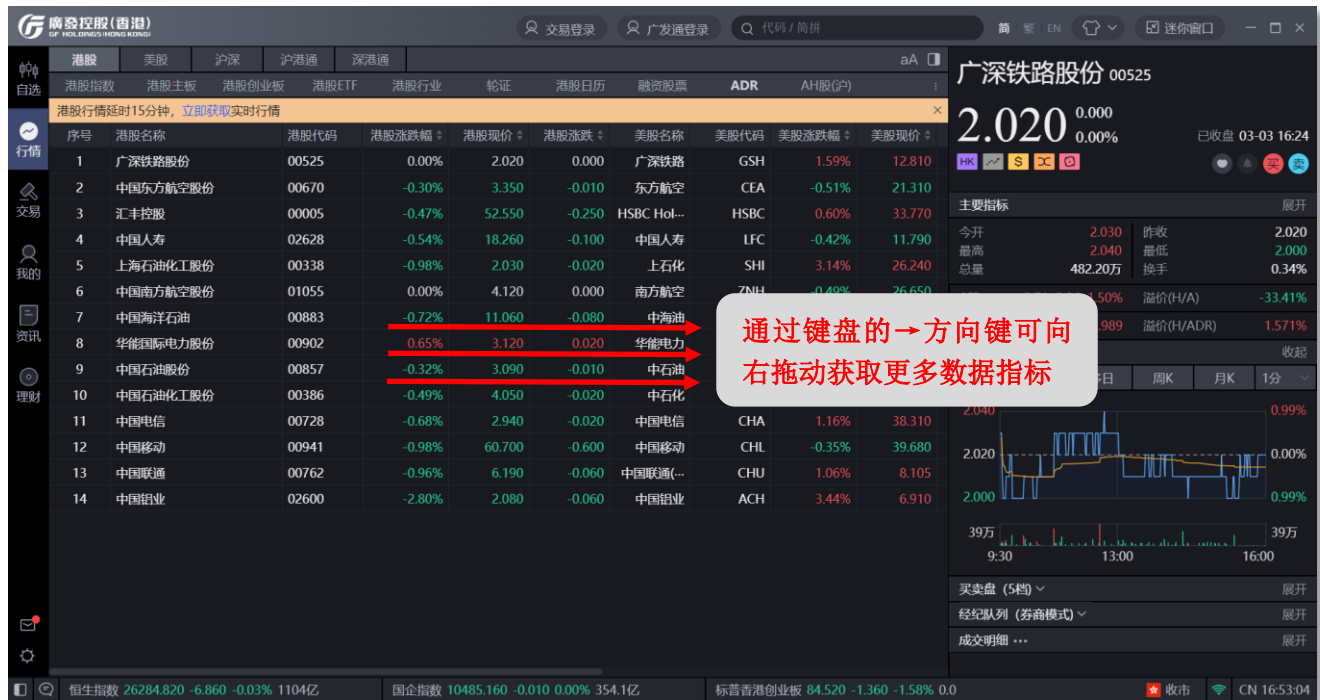 廣發控股(香港)
GF HOLDINGS (HONG KONG)
交易登录 广发通登录 代码 / 简拼 简 繁 EN 迷你窗口
自选
行情
交易
我的
资讯
理财
港股 美股 沪深 沪港通 深港通 aA
港股指数 港股主板 港股创业板 港股ETF 港股行业 轮证 港股日历 融资股票 ADR AH股(沪)
港股行情延时15分钟，立即获取实时行情 ×
序号 港股名称 港股代码 港股涨跌幅 港股现价 港股涨跌 美股名称 美股代码 美股涨跌幅 美股现价
1 广深铁路股份 00525 0.00% 2.020 0.000 广深铁路 GSH 1.59% 12.810
2 中国东方航空股份 00670 -0.30% 3.350 -0.010 东方航空 CEA -0.51% 21.310
3 汇丰控股 00005 -0.47% 52.550 -0.250 HSBC Hol··· HSBC 0.60% 33.770
4 中国人寿 02628 -0.54% 18.260 -0.100 中国人寿 LFC -0.42% 11.790
5 上海石油化工股份 00338 -0.98% 2.030 -0.020 上石化 SHI 3.14% 26.240
6 中国南方航空股份 01055 0.00% 4.120 0.000 南方航空 ZNH -0.49% 26.650
7 中国海洋石油 00883 -0.72% 11.060 -0.080 中海油
8 华能国际电力股份 00902 0.65% 3.120 0.020 华能电力
9 中国石油股份 00857 -0.32% 3.090 -0.010 中石油
10 中国石油化工股份 00386 -0.49% 4.050 -0.020 中石化
11 中国电信 00728 -0.68% 2.940 -0.020 中国电信 CHA 1.16% 38.310
12 中国移动 00941 -0.98% 60.700 -0.600 中国移动 CHL -0.35% 39.680
13 中国联通 00762 -0.96% 6.190 -0.060 中国联通(··· CHU 1.06% 8.105
14 中国铝业 02600 -2.80% 2.080 -0.060 中国铝业 ACH 3.44% 6.910
通过键盘的→方向键可向
右拖动获取更多数据指标
广深铁路股份 00525
2.020 0.000
0.00% 已收盘 03-03 16:24
HK $ 买 卖
主要指标 展开
今开 2.030 昨收 2.020
最高 2.040 最低 2.000
总量 482.20万 换手 0.34%
.50% 溢价(H/A) -33.41%
.989 溢价(H/ADR) 1.571%
收起
日 周K 月K 1分
2.040 0.99%
2.020 0.00%
2.000 0.99%
39万 39万
9:30 13:00 16:00
买卖盘 (5档) 展开
经纪队列 (券商模式) 展开
成交明细 ··· 展开
恒生指数 26284.820 -6.860 -0.03% 1104亿 国企指数 10485.160 -0.010 0.00% 354.1亿 标普香港创业板 84.520 -1.360 -1.58% 0.0 收市 CN 16:53:04